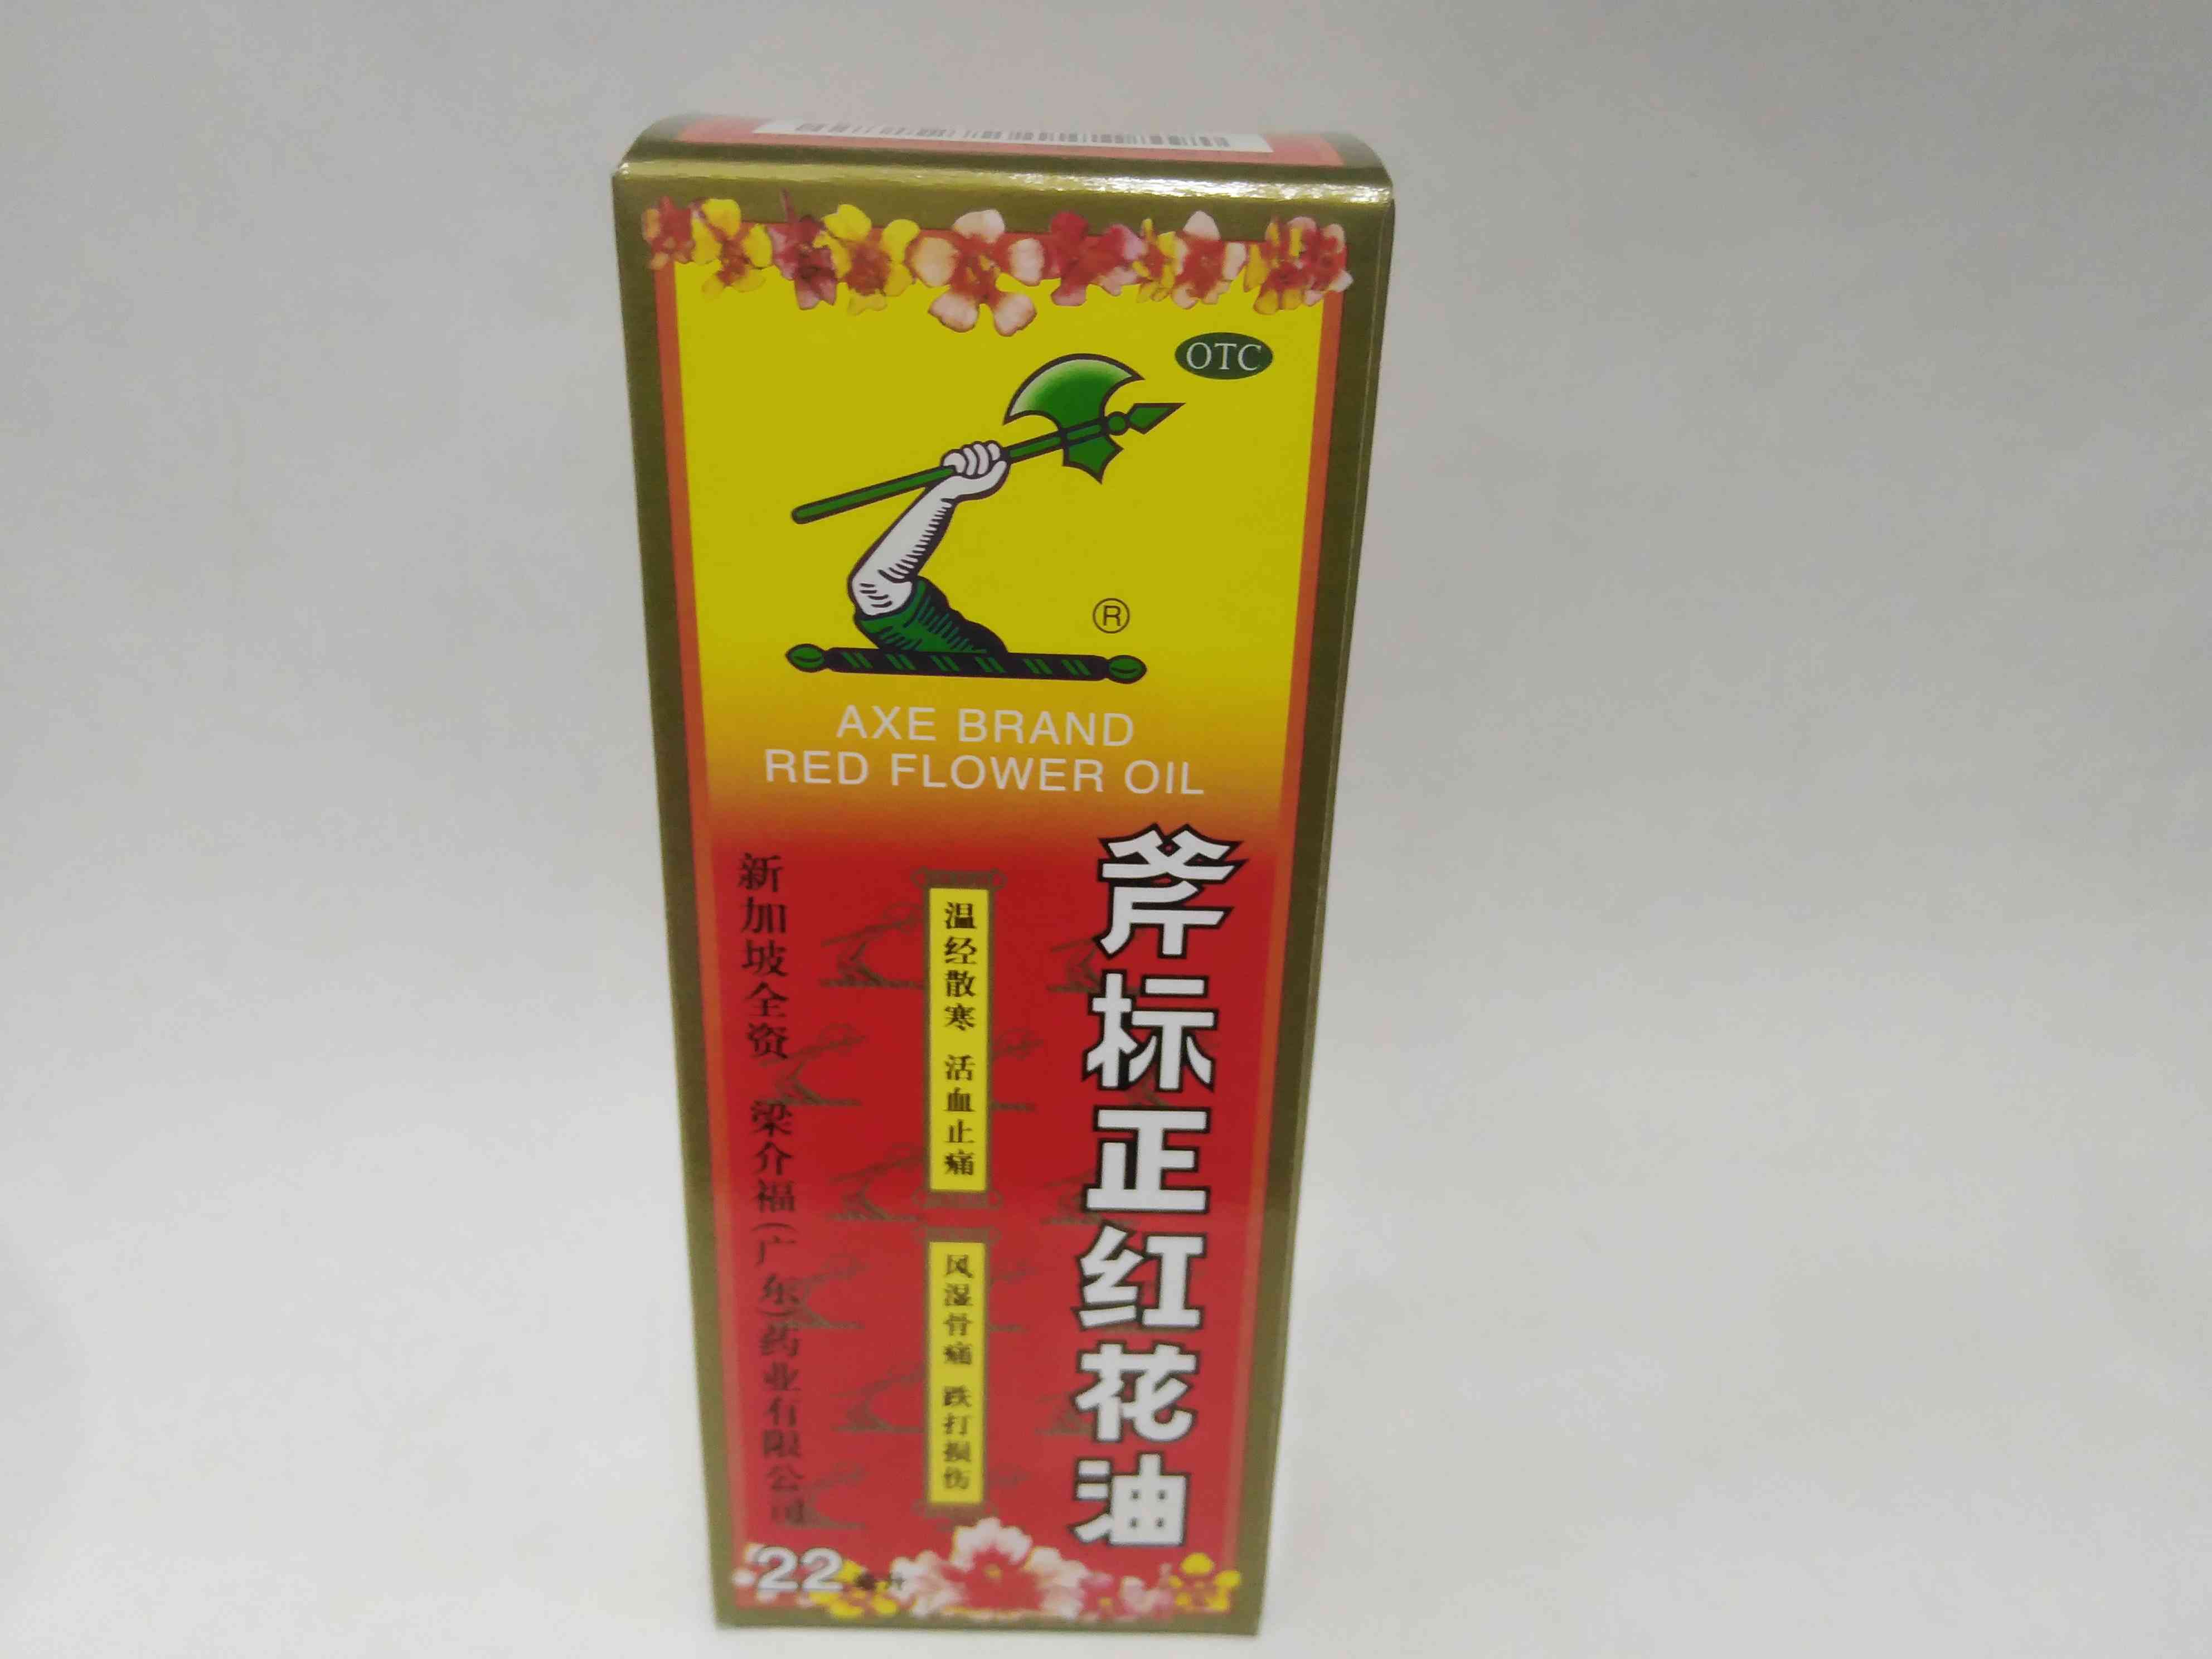 OTC
®
AXE BRAND
RED FLOWER OIL
斧标正红花油
温经散寒 活血止痛
风湿骨痛 跌打损伤
新加坡全资 梁介福(广东)药业有限公司
22